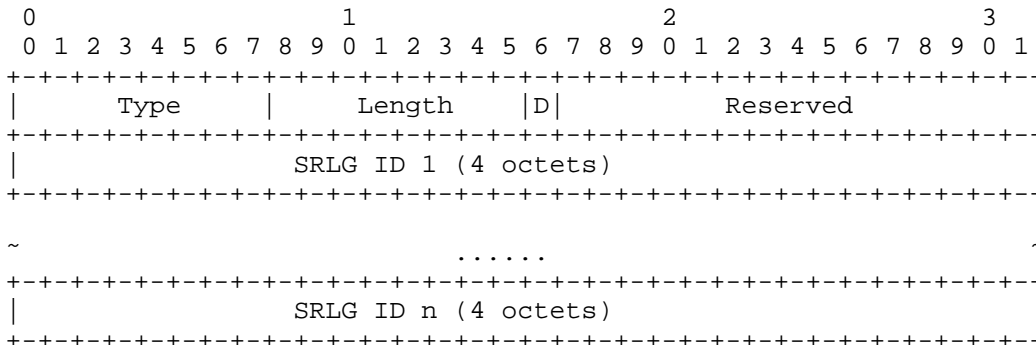 0                   1                   2                   3
 0 1 2 3 4 5 6 7 8 9 0 1 2 3 4 5 6 7 8 9 0 1 2 3 4 5 6 7 8 9 0 1
+-+-+-+-+-+-+-+-+-+-+-+-+-+-+-+-+-+-+-+-+-+-+-+-+-+-+-+-+-+-+-+--
|      Type     |     Length    |D|          Reserved
+-+-+-+-+-+-+-+-+-+-+-+-+-+-+-+-+-+-+-+-+-+-+-+-+-+-+-+-+-+-+-+--
|                 SRLG ID 1 (4 octets)
+-+-+-+-+-+-+-+-+-+-+-+-+-+-+-+-+-+-+-+-+-+-+-+-+-+-+-+-+-+-+-+--
~                           ......                              ~
+-+-+-+-+-+-+-+-+-+-+-+-+-+-+-+-+-+-+-+-+-+-+-+-+-+-+-+-+-+-+-+--
|                 SRLG ID n (4 octets)
+-+-+-+-+-+-+-+-+-+-+-+-+-+-+-+-+-+-+-+-+-+-+-+-+-+-+-+-+-+-+-+--